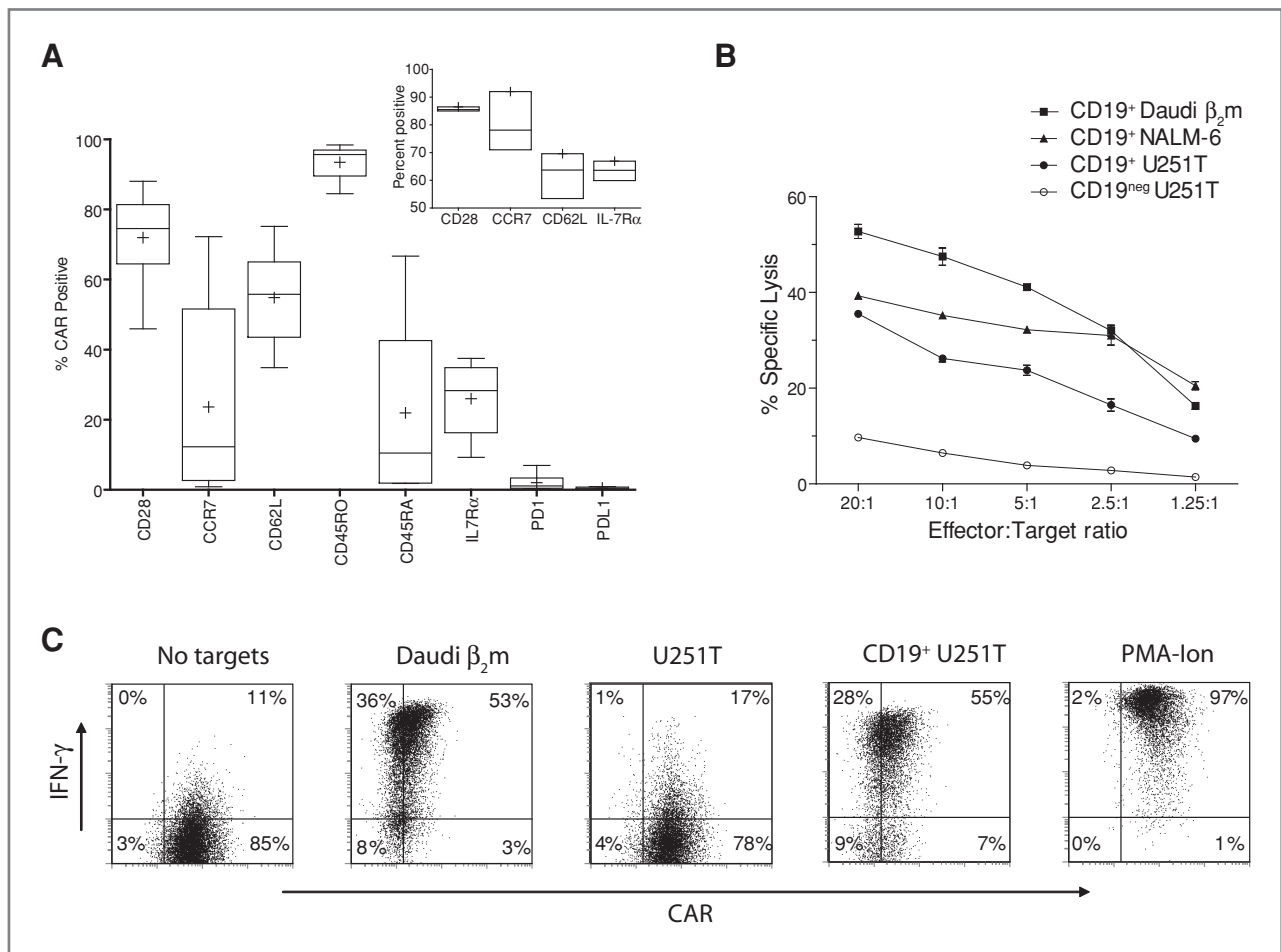 A
100
80
60
40
20
0
% CAR Positive
CD28
CCR7
CD62L
CD45RO
CD45RA
IL7Rα
PD1
PDL1
100
90
80
70
60
50
Percent positive
CD28 CCR7 CD62L IL-7Rα
B
CD19⁺ Daudi β₂m
CD19⁺ NALM-6
CD19⁺ U251T
CD19ⁿᵉᵍ U251T
60
40
20
0
% Specific Lysis
20:1 10:1 5:1 2.5:1 1.25:1
Effector:Target ratio
C
No targets Daudi β₂m U251T CD19⁺ U251T PMA-Ion
0% 11% 36% 53% 1% 17% 28% 55% 2% 97%
IFN-γ
3% 85% 8% 3% 4% 78% 9% 7% 0% 1%
CAR